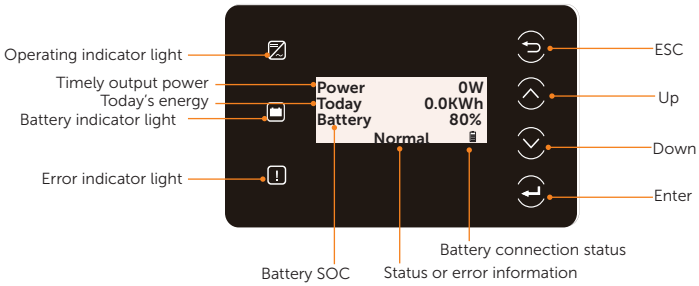 Operating indicator light
Timely output power
Today's energy
Battery indicator light
Error indicator light
Power 0W
Today 0.0KWh
Battery 80%
Normal
ESC
Up
Down
Enter
Battery connection status
Battery SOC
Status or error information